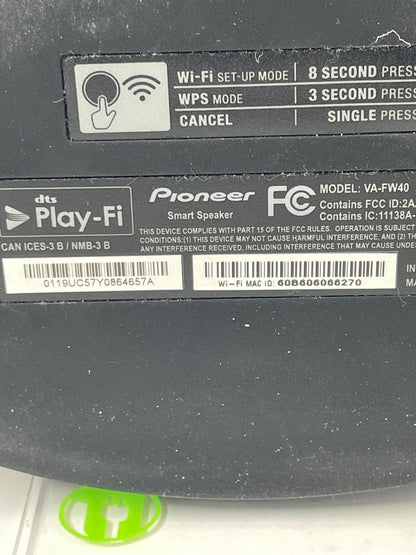 Wi-Fi SET-UP MODE 8 SECOND PRESS
WPS MODE 3 SECOND PRESS
CANCEL SINGLE PRESS
dts
Play-Fi
CAN ICES-3 B / NMB-3 B
Pioneer
Smart Speaker
FC
MODEL: VA-FW40
Contains FCC ID:2A
Contains IC:11138A-
THIS DEVICE COMPLIES WITH PART 15 OF THE FCC RULES. OPERATION IS SUBJECT
CONDITIONS:(1) THIS DEVICE MAY NOT CAUSE HARMFUL INTERFERENCE, AND
ANY INTERFERENCE RECEIVED, INCLUDING INTERFERENCE THAT MAY CAUSE
0119UC57Y0864657A
Wi-Fi MAC ID: 60B606066270
IN
MA